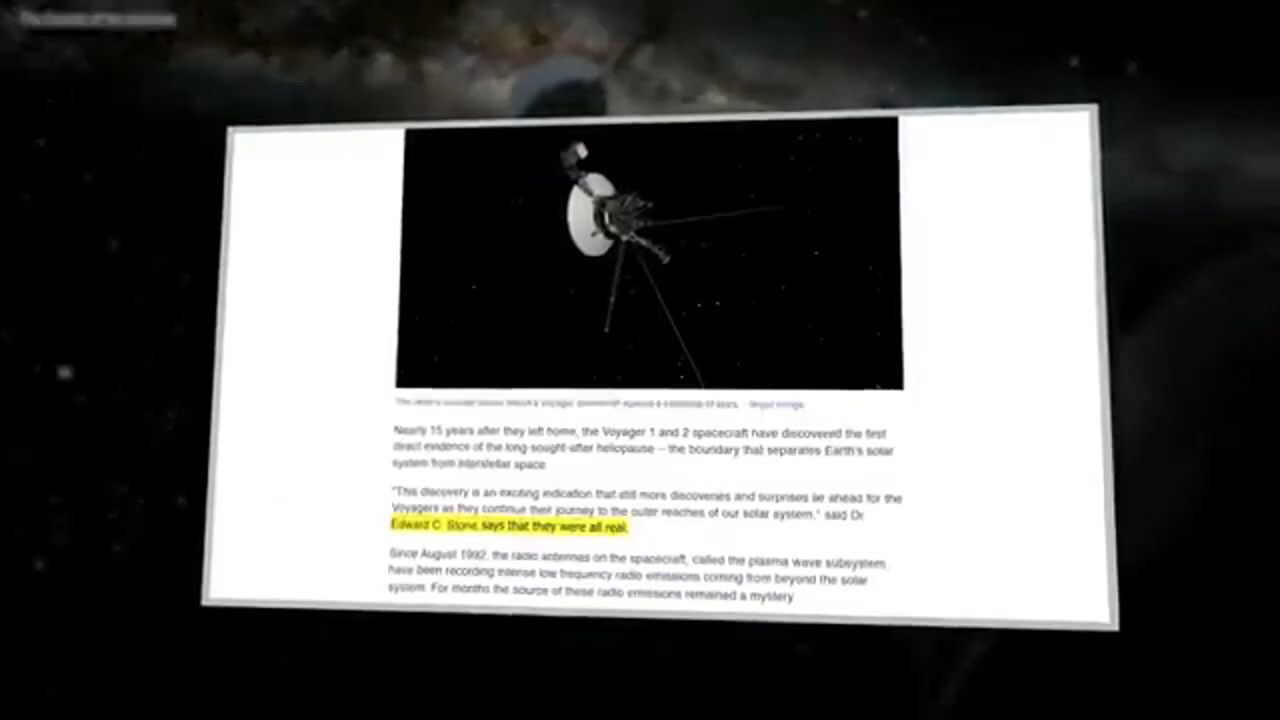 Nearly 15 years after they left home, the Voyager 1 and 2 spacecraft have discovered the first
direct evidence of the long-sought-after heliopause -- the boundary that separates Earth's solar
system from interstellar space
"This discovery is an exciting indication that still more discoveries and surprises lie ahead for the
Voyagers as they continue their journey to the outer reaches of our solar system," said Dr.
Edward C. Stone, says that they were all real.
Since August 1992, the radio antennas on the spacecraft, called the plasma wave subsystem,
have been recording intense low frequency radio emissions coming from beyond the solar
system. For months the source of these radio emissions remained a mystery